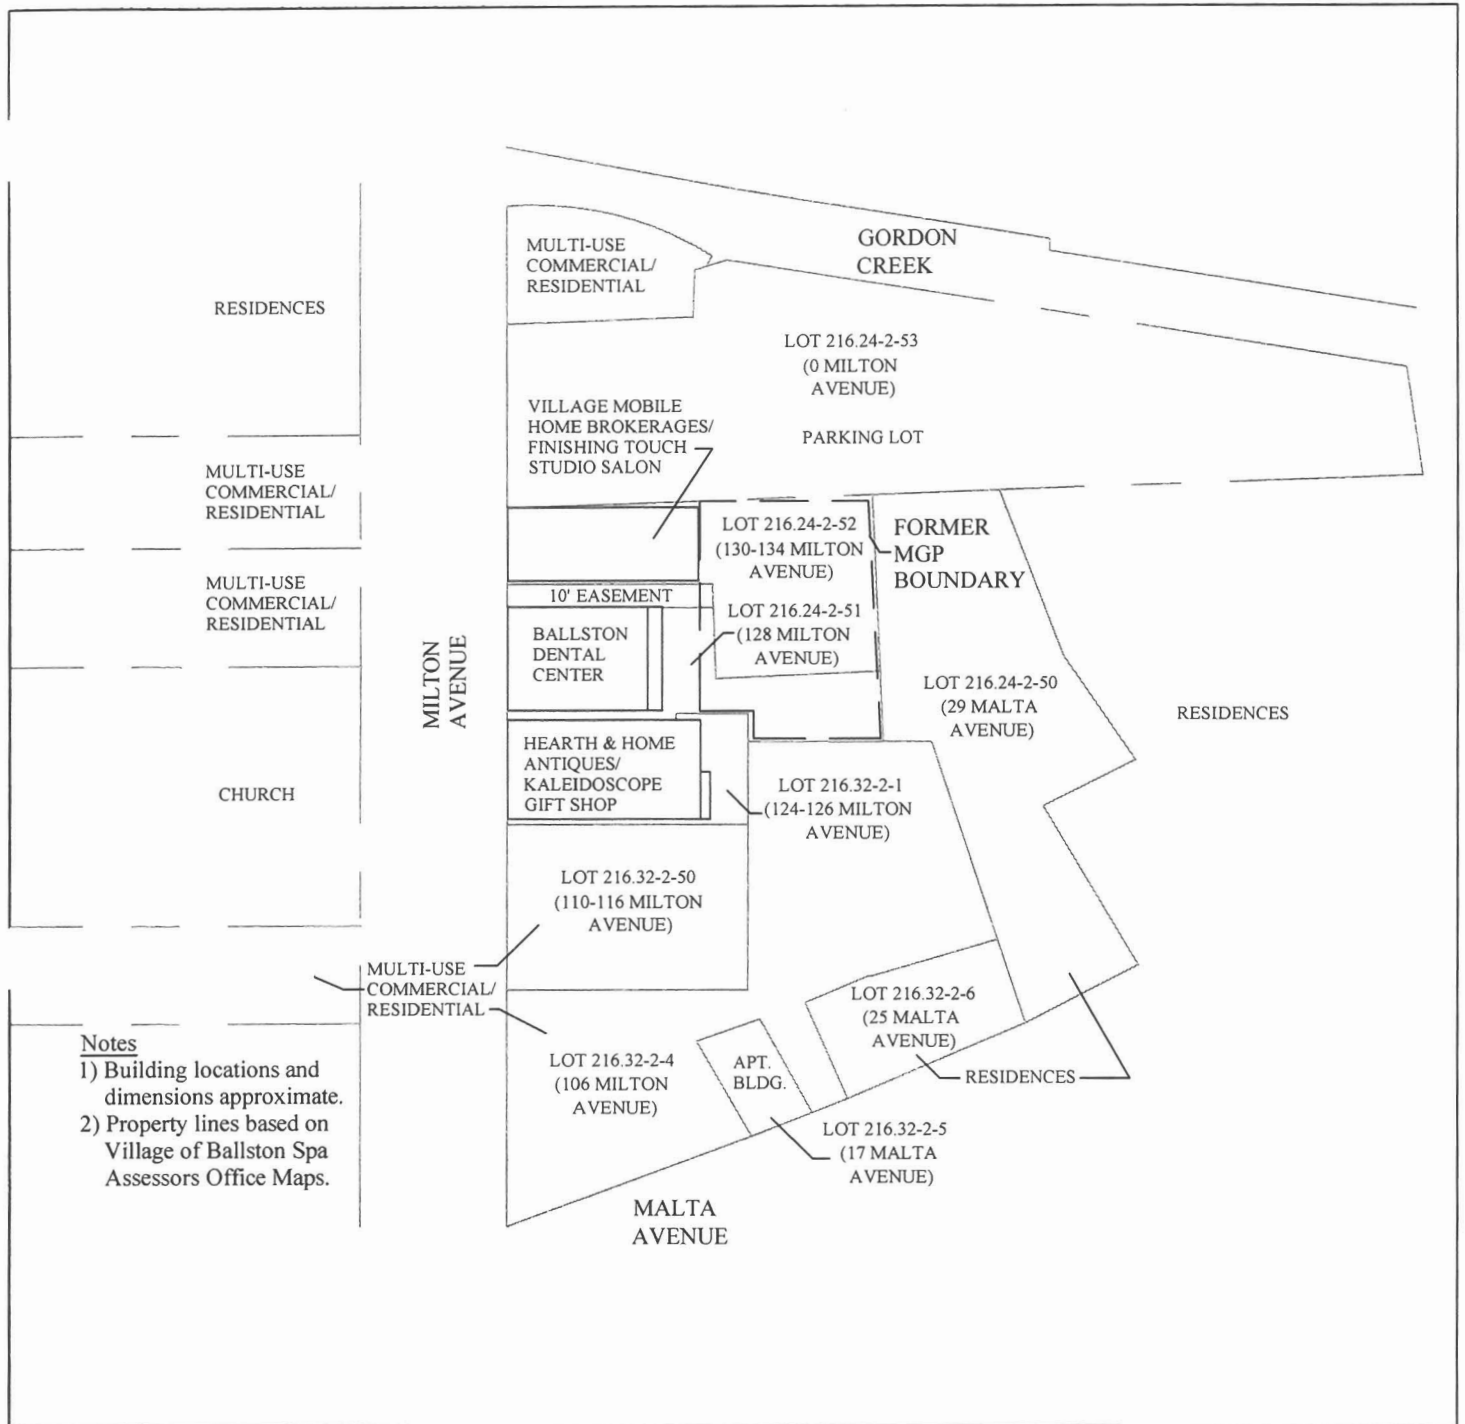 GORDON
CREEK
MULTI-USE
COMMERCIAL/
RESIDENTIAL
RESIDENCES
LOT 216.24-2-53
(0 MILTON
AVENUE)
VILLAGE MOBILE
HOME BROKERAGES/
FINISHING TOUCH
STUDIO SALON
PARKING LOT
MULTI-USE
COMMERCIAL/
RESIDENTIAL
LOT 216.24-2-52
(130-134 MILTON
AVENUE)
FORMER
MGP
BOUNDARY
MULTI-USE
COMMERCIAL/
RESIDENTIAL
10' EASEMENT
LOT 216.24-2-51
(128 MILTON
AVENUE)
BALLSTON
DENTAL
CENTER
MILTON
AVENUE
LOT 216.24-2-50
(29 MALTA
AVENUE)
RESIDENCES
HEARTH & HOME
ANTIQUES/
KALEIDOSCOPE
GIFT SHOP
CHURCH
LOT 216.32-2-1
(124-126 MILTON
AVENUE)
LOT 216.32-2-50
(110-116 MILTON
AVENUE)
MULTI-USE
COMMERCIAL/
RESIDENTIAL
LOT 216.32-2-6
(25 MALTA
AVENUE)
LOT 216.32-2-4
(106 MILTON
AVENUE)
APT.
BLDG.
RESIDENCES
LOT 216.32-2-5
(17 MALTA
AVENUE)
Notes
1) Building locations and
dimensions approximate.
2) Property lines based on
Village of Ballston Spa
Assessors Office Maps.
MALTA
AVENUE